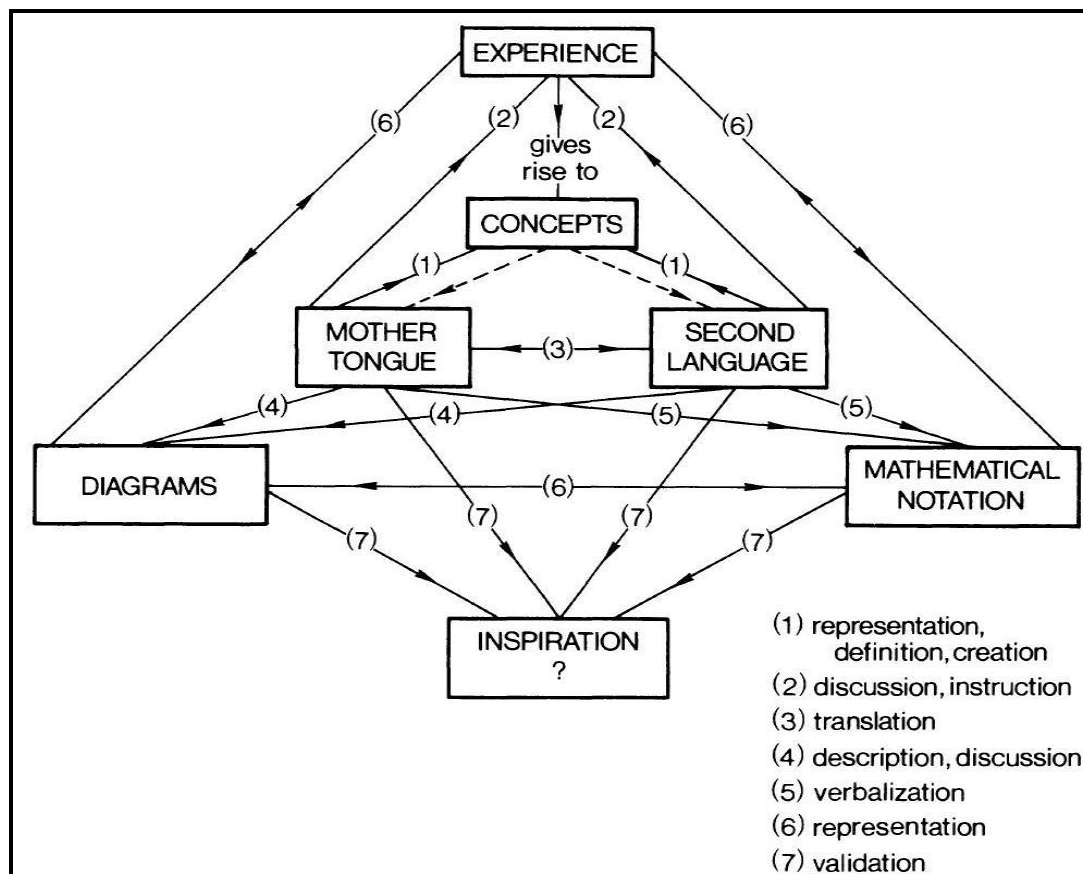 EXPERIENCE
(6)
(2)
(2)
(6)
gives
rise to
CONCEPTS
(1)
(1)
MOTHER
TONGUE
(3)
SECOND
LANGUAGE
(4)
(4)
(5)
(5)
DIAGRAMS
(6)
MATHEMATICAL
NOTATION
(7)
(7)
(7)
(7)
INSPIRATION
?
(1) representation,
definition, creation
(2) discussion, instruction
(3) translation
(4) description, discussion
(5) verbalization
(6) representation
(7) validation